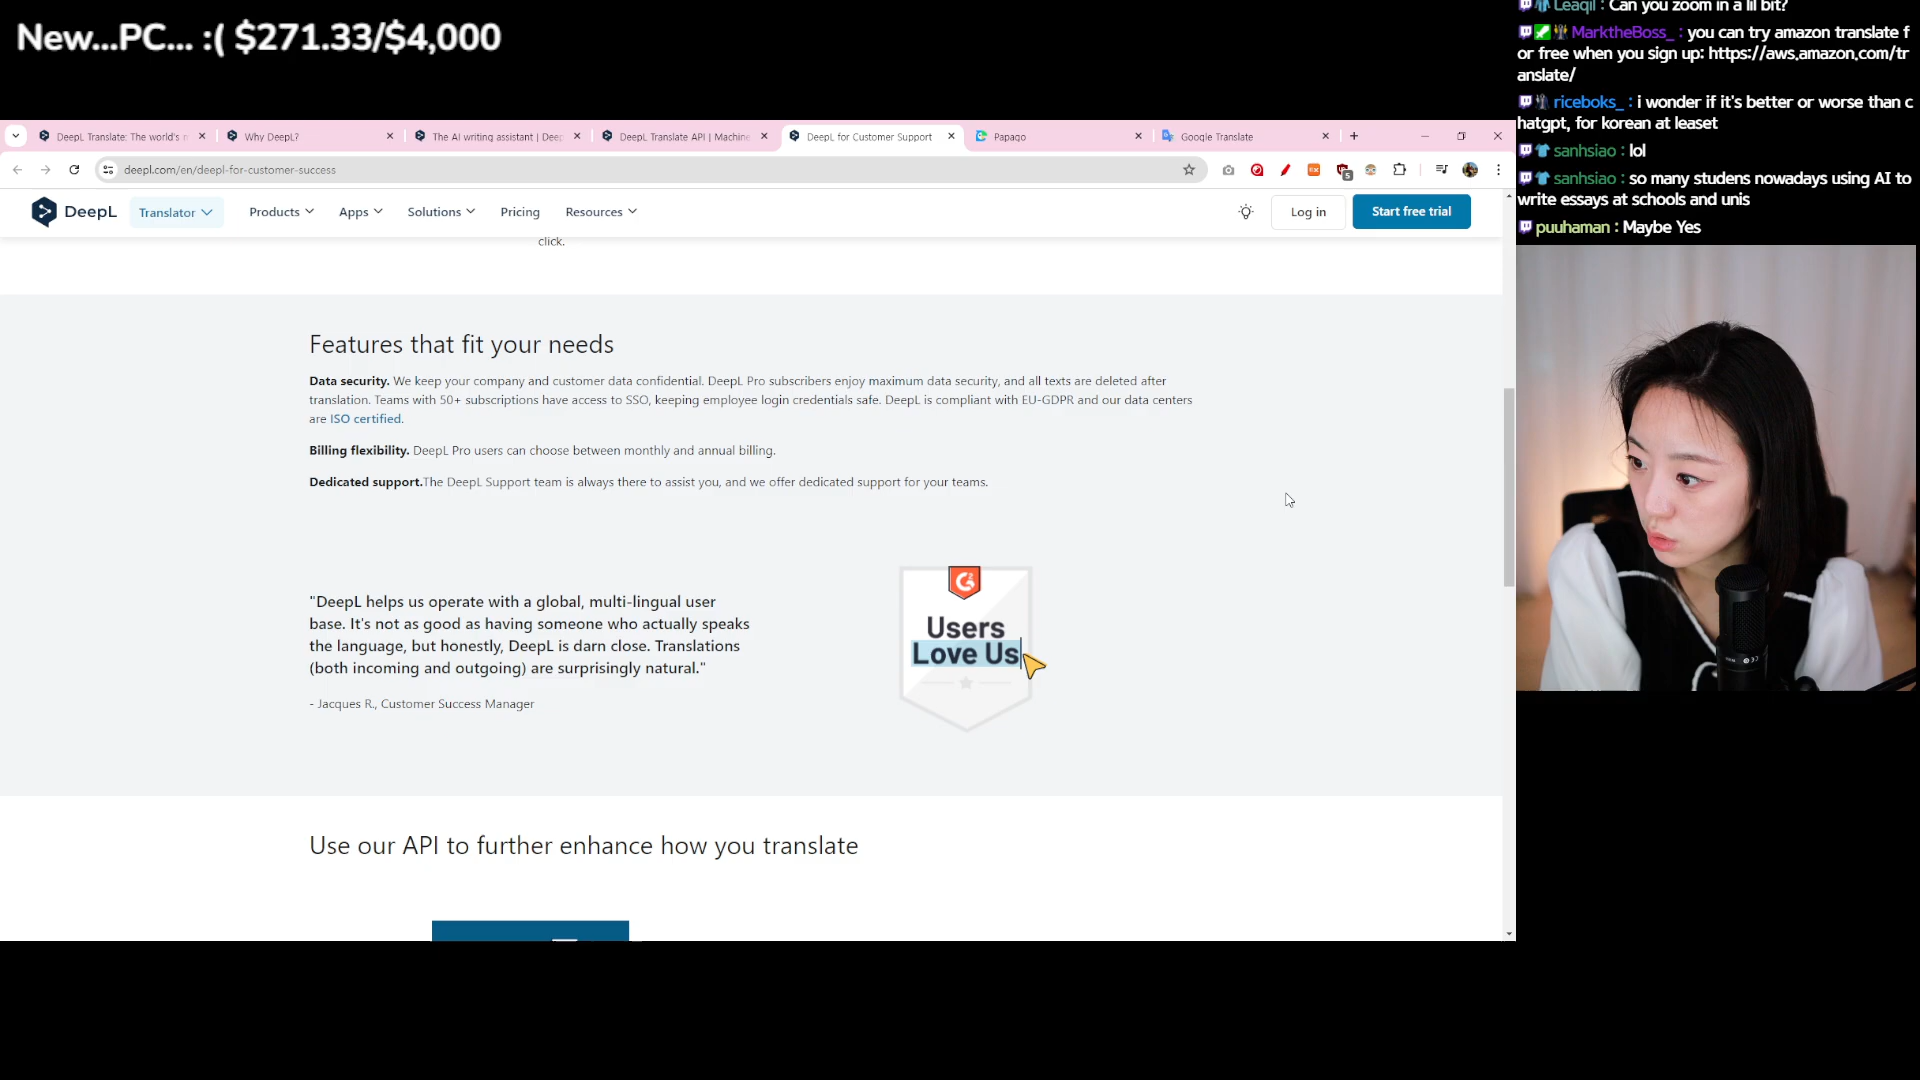 New...PC... :( $271.33/$4,000
Leaqil : Can you zoom in a lil bit?
MarktheBoss_ : you can try amazon translate f
or free when you sign up: https://aws.amazon.com/tr
anslate/
riceboks_ : i wonder if it's better or worse than c
hatgpt, for korean at leaset
sanhsiao : lol
sanhsiao : so many studens nowadays using AI to
write essays at schools and unis
puuhaman : Maybe Yes
DeepL Translate: The world's
Why DeepL?
The AI writing assistant | Deep
DeepL Translate API | Machine
DeepL for Customer Support
Papago
Google Translate
deepl.com/en/deepl-for-customer-success
DeepL
Translator
Products
Apps
Solutions
Pricing
Resources
Log in
Start free trial
click.
Features that fit your needs
Data security. We keep your company and customer data confidential. DeepL Pro subscribers enjoy maximum data security, and all texts are deleted after
translation. Teams with 50+ subscriptions have access to SSO, keeping employee login credentials safe. DeepL is compliant with EU-GDPR and our data centers
are ISO certified.
Billing flexibility. DeepL Pro users can choose between monthly and annual billing.
Dedicated support.The DeepL Support team is always there to assist you, and we offer dedicated support for your teams.
"DeepL helps us operate with a global, multi-lingual user
base. It's not as good as having someone who actually speaks
the language, but honestly, DeepL is darn close. Translations
(both incoming and outgoing) are surprisingly natural."
- Jacques R., Customer Success Manager
Users
Love Us
Use our API to further enhance how you translate